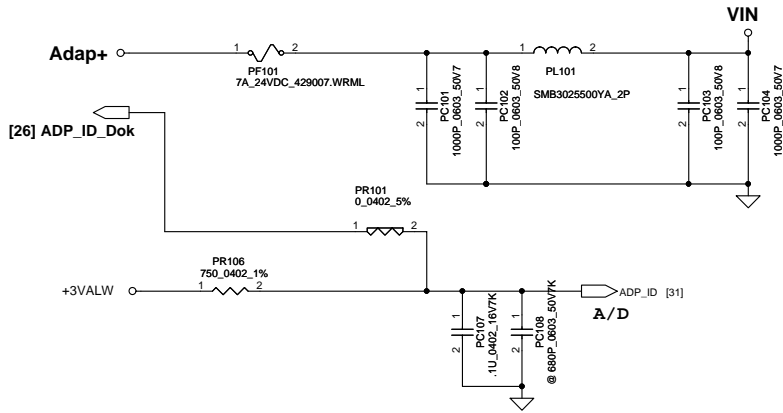 VIN
Adap+
1
2
PF101
7A_24VDC_429007.WRML
1
2
PL101
SMB3025500YA_2P
1
2
PC101
1000P_0603_50V7
1
2
PC102
100P_0603_50V8
1
2
PC103
100P_0603_50V8
1
2
PC104
1000P_0603_50V7
[26] ADP_ID_Dok
PR101
0_0402_5%
1
2
PR106
750_0402_1%
+3VALW
1
2
1
2
PC107
.1U_0402_16V7K
1
2
PC108
@ 680P_0603_50V7K
ADP_ID [31]
A/D